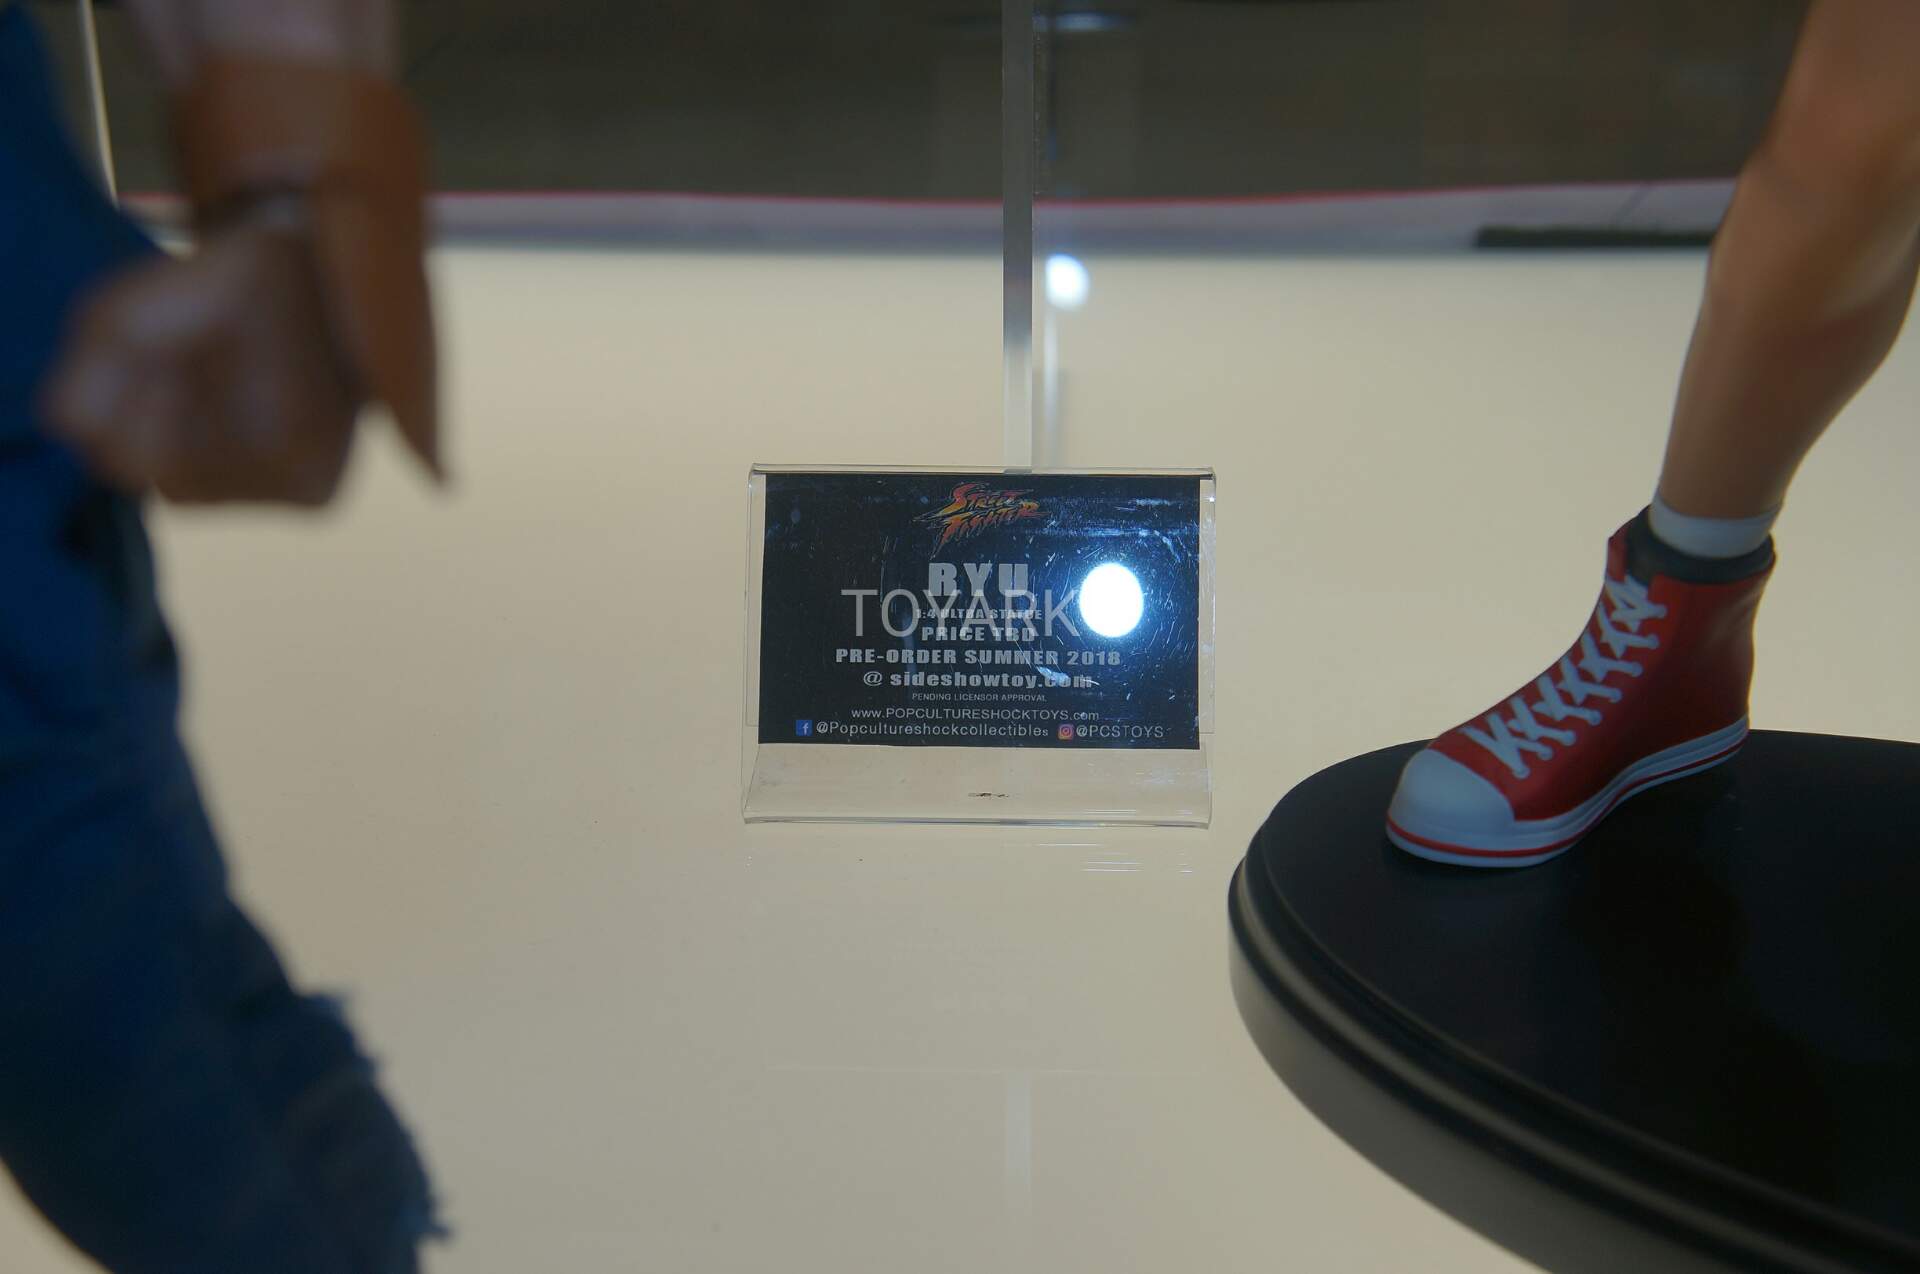 STREET
FIGHTER
RYU
TOYARK
1:4 ULTRA STATUE
PRICE TBD
PRE-ORDER SUMMER 2018
@ sideshowtoy.com
PENDING LICENSOR APPROVAL
www.POPCULTURESHOCKTOYS.com
f @Popcultureshockcollectibles @PCSTOYS